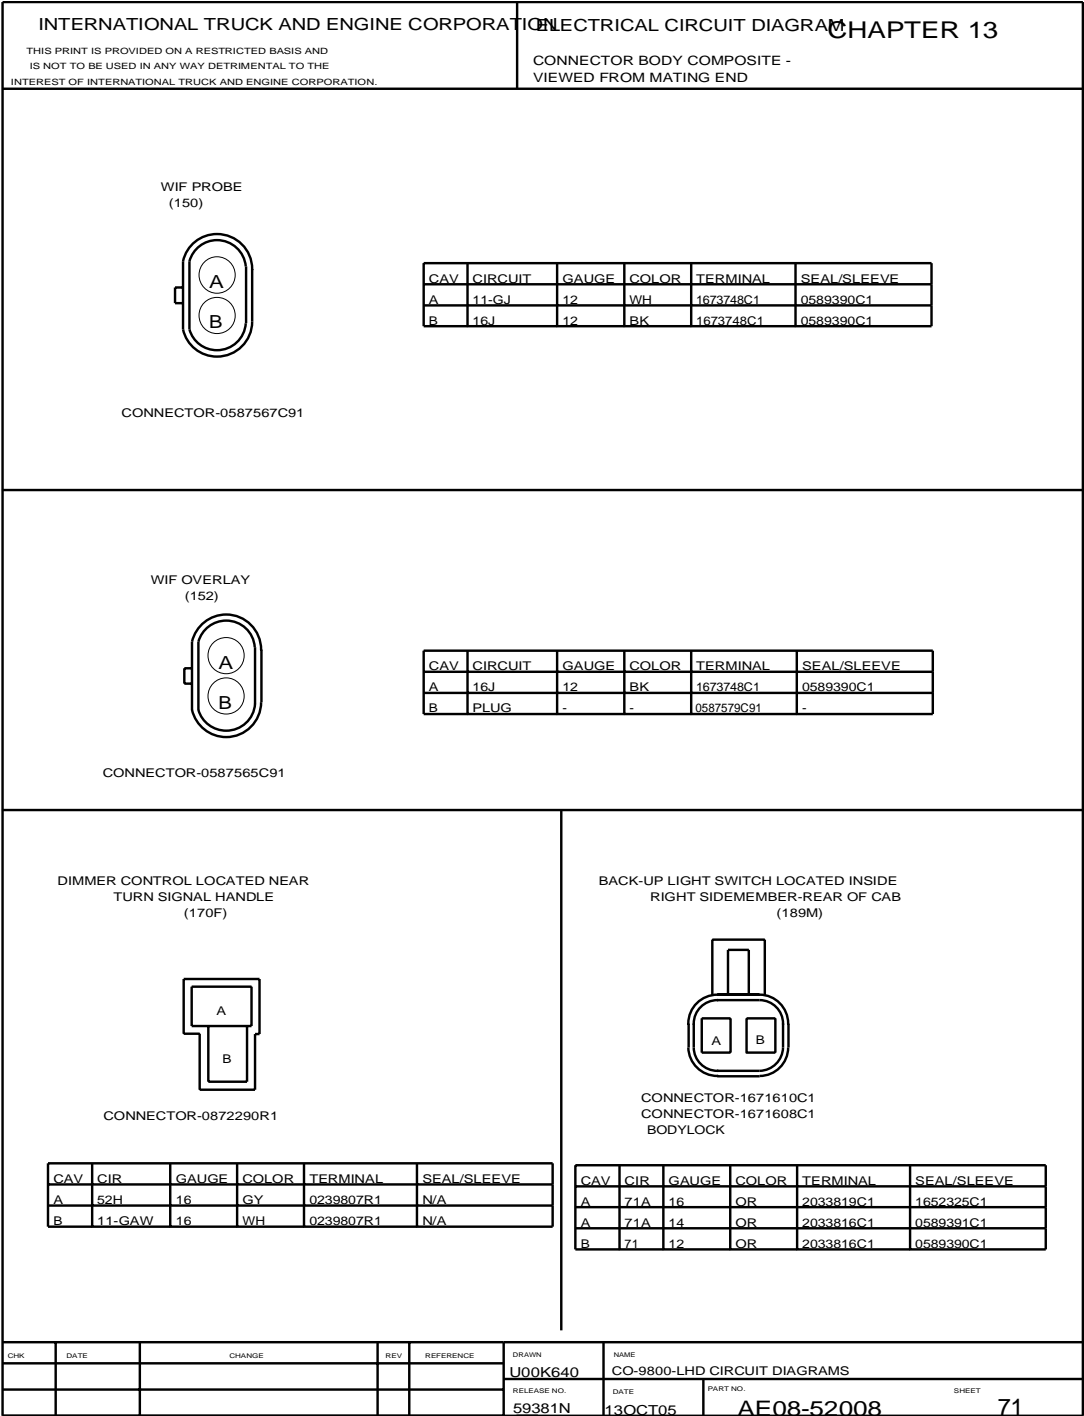 INTERNATIONAL TRUCK AND ENGINE CORPORATION
THIS PRINT IS PROVIDED ON A RESTRICTED BASIS AND
IS NOT TO BE USED IN ANY WAY DETRIMENTAL TO THE
INTEREST OF INTERNATIONAL TRUCK AND ENGINE CORPORATION.
ELECTRICAL CIRCUIT DIAGRAM
CHAPTER 13
CONNECTOR BODY COMPOSITE -
VIEWED FROM MATING END
WIF PROBE
(150)
A
B
CONNECTOR-0587567C91
CAV CIRCUIT GAUGE COLOR TERMINAL SEAL/SLEEVE
A 11-GJ 12 WH 1673748C1 0589390C1
B 16J 12 BK 1673748C1 0589390C1
WIF OVERLAY
(152)
A
B
CONNECTOR-0587565C91
CAV CIRCUIT GAUGE COLOR TERMINAL SEAL/SLEEVE
A 16J 12 BK 1673748C1 0589390C1
B PLUG - - 0587579C91 -
DIMMER CONTROL LOCATED NEAR
TURN SIGNAL HANDLE
(170F)
A
B
CONNECTOR-0872290R1
CAV CIR GAUGE COLOR TERMINAL SEAL/SLEEVE
A 52H 16 GY 0239807R1 N/A
B 11-GAW 16 WH 0239807R1 N/A
BACK-UP LIGHT SWITCH LOCATED INSIDE
RIGHT SIDEMEMBER-REAR OF CAB
(189M)
A B
CONNECTOR-1671610C1
CONNECTOR-1671608C1
BODYLOCK
CAV CIR GAUGE COLOR TERMINAL SEAL/SLEEVE
A 71A 16 OR 2033819C1 1652325C1
A 71A 14 OR 2033816C1 0589391C1
B 71 12 OR 2033816C1 0589390C1
CHK DATE CHANGE REV REFERENCE
DRAWN
U00K640
NAME
CO-9800-LHD CIRCUIT DIAGRAMS
RELEASE NO.
59381N
DATE
13OCT05
PART NO.
AE08-52008
SHEET
71